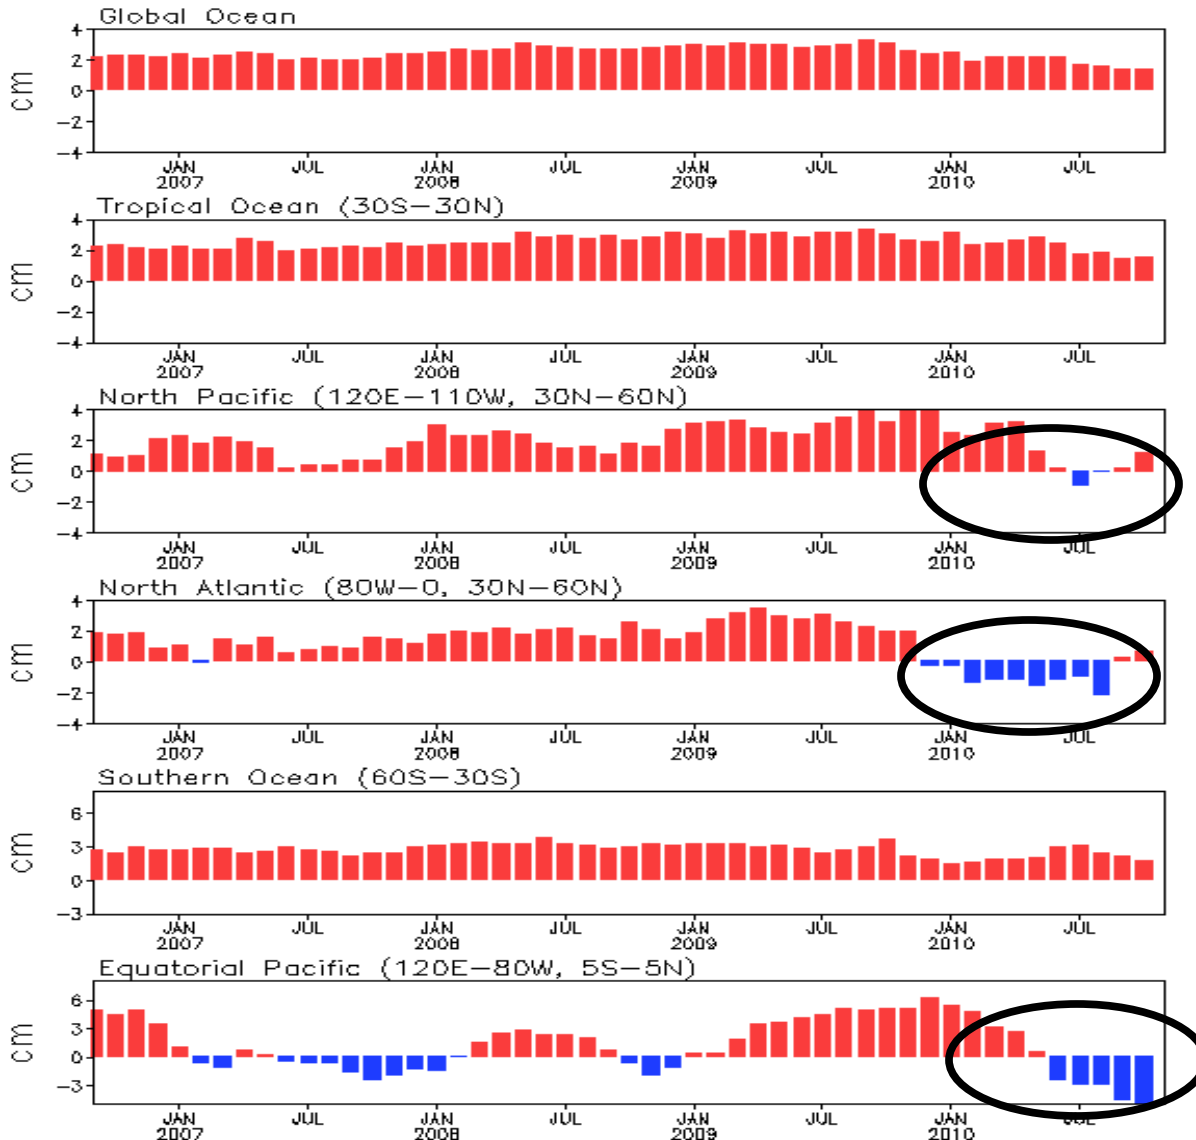 Global Ocean
4
2
0
−2
−4
cm
JAN JUL JAN JUL JAN JUL JAN JUL
2007 2008 2009 2010
Tropical Ocean (30S−30N)
4
2
0
−2
−4
cm
JAN JUL JAN JUL JAN JUL JAN JUL
2007 2008 2009 2010
North Pacific (120E−110W, 30N−60N)
4
2
0
−2
−4
cm
JAN JUL JAN JUL JAN JUL JAN JUL
2007 2008 2009 2010
North Atlantic (80W−0, 30N−60N)
4
2
0
−2
−4
cm
JAN JUL JAN JUL JAN JUL JAN JUL
2007 2008 2009 2010
Southern Ocean (60S−30S)
6
3
0
−3
cm
JAN JUL JAN JUL JAN JUL JAN JUL
2007 2008 2009 2010
Equatorial Pacific (120E−80W, 5S−5N)
6
3
0
−3
cm
JAN JUL JAN JUL JAN JUL JAN JUL
2007 2008 2009 2010